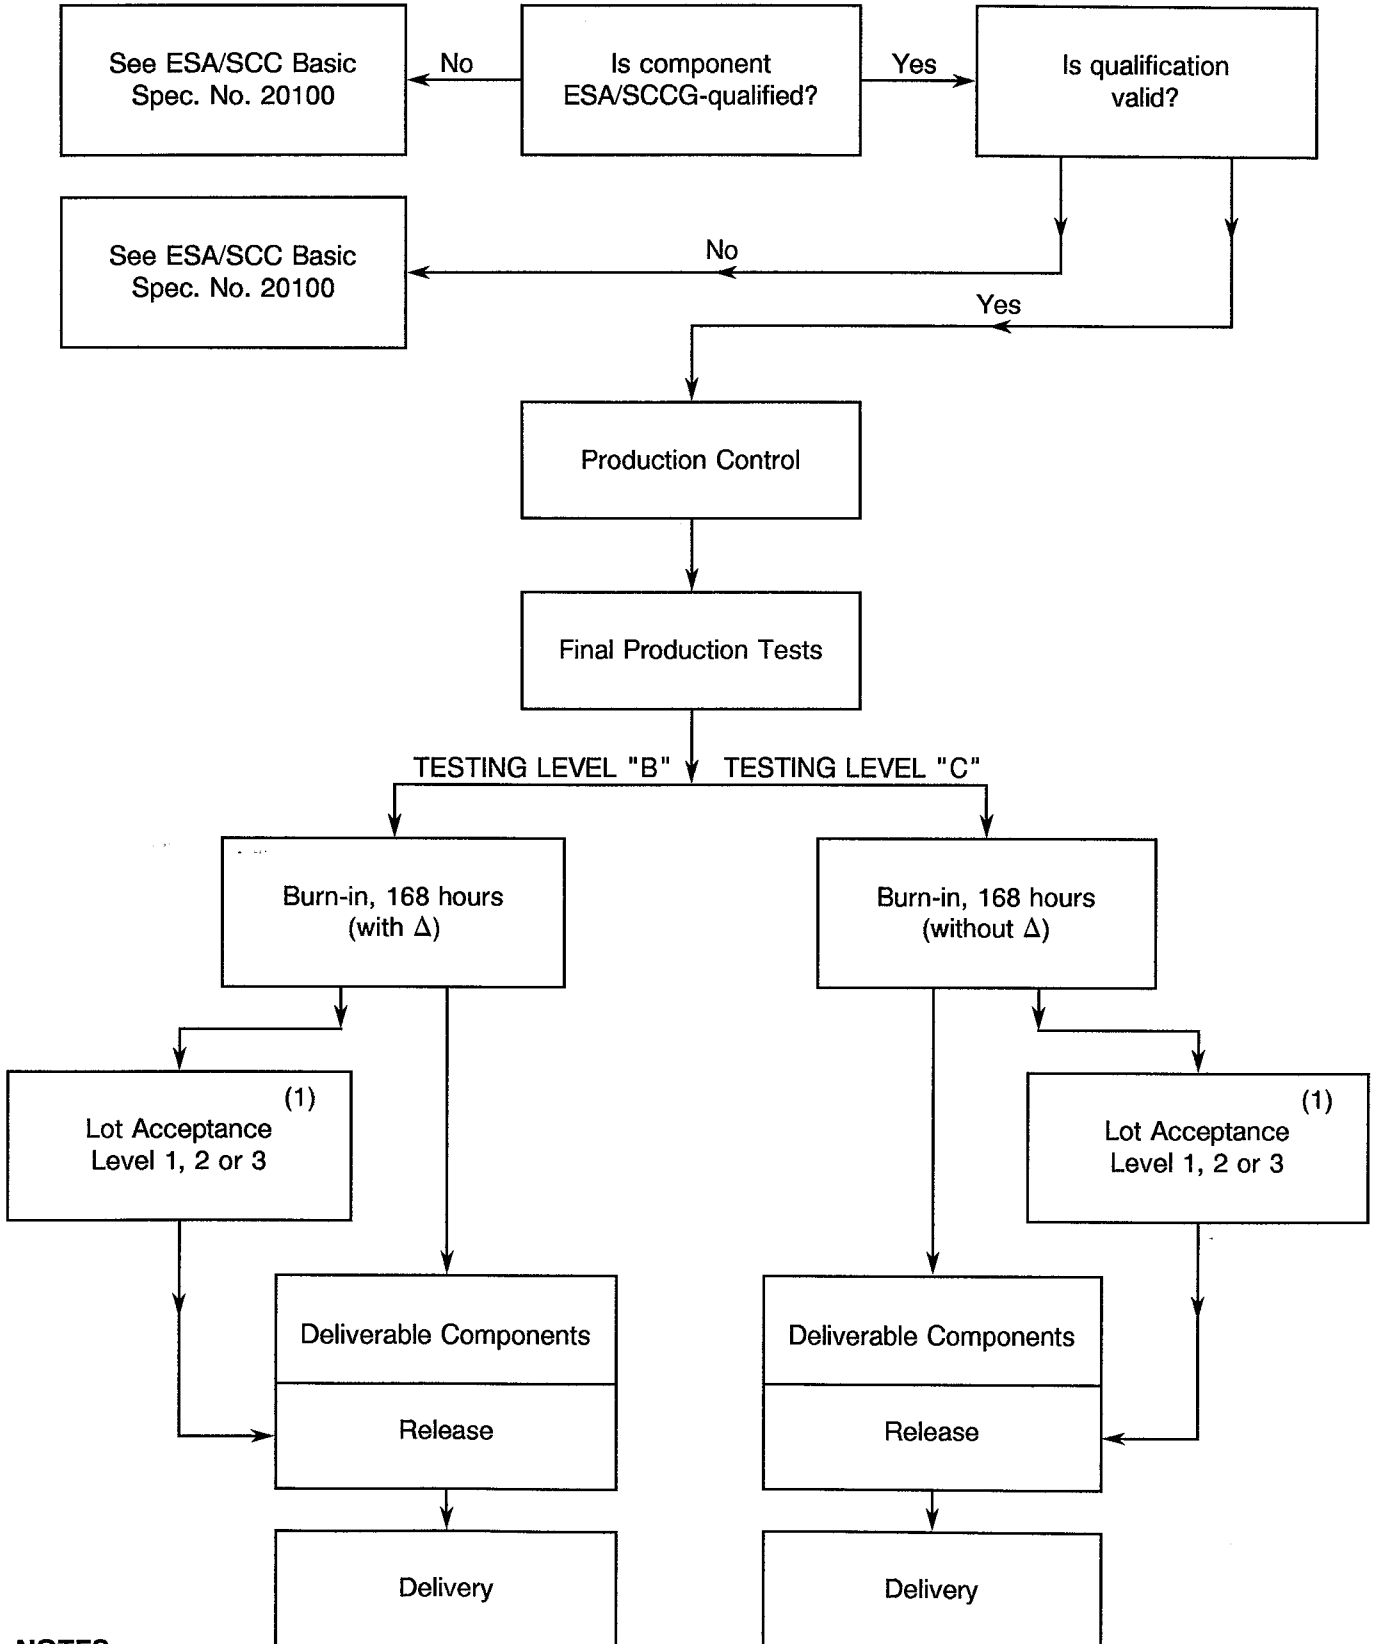 See ESA/SCC Basic
Spec. No. 20100
No
Is component
ESA/SCCG-qualified?
Yes
Is qualification
valid?
See ESA/SCC Basic
Spec. No. 20100
No
Yes
Production Control
Final Production Tests
TESTING LEVEL "B"
TESTING LEVEL "C"
Burn-in, 168 hours
(with Δ)
Burn-in, 168 hours
(without Δ)
(1)
Lot Acceptance
Level 1, 2 or 3
(1)
Lot Acceptance
Level 1, 2 or 3
Deliverable Components
Release
Deliverable Components
Release
Delivery
Delivery
NOTES